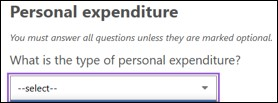 Personal expenditure
You must answer all questions unless they are marked optional.
What is the type of personal expenditure?
--select--